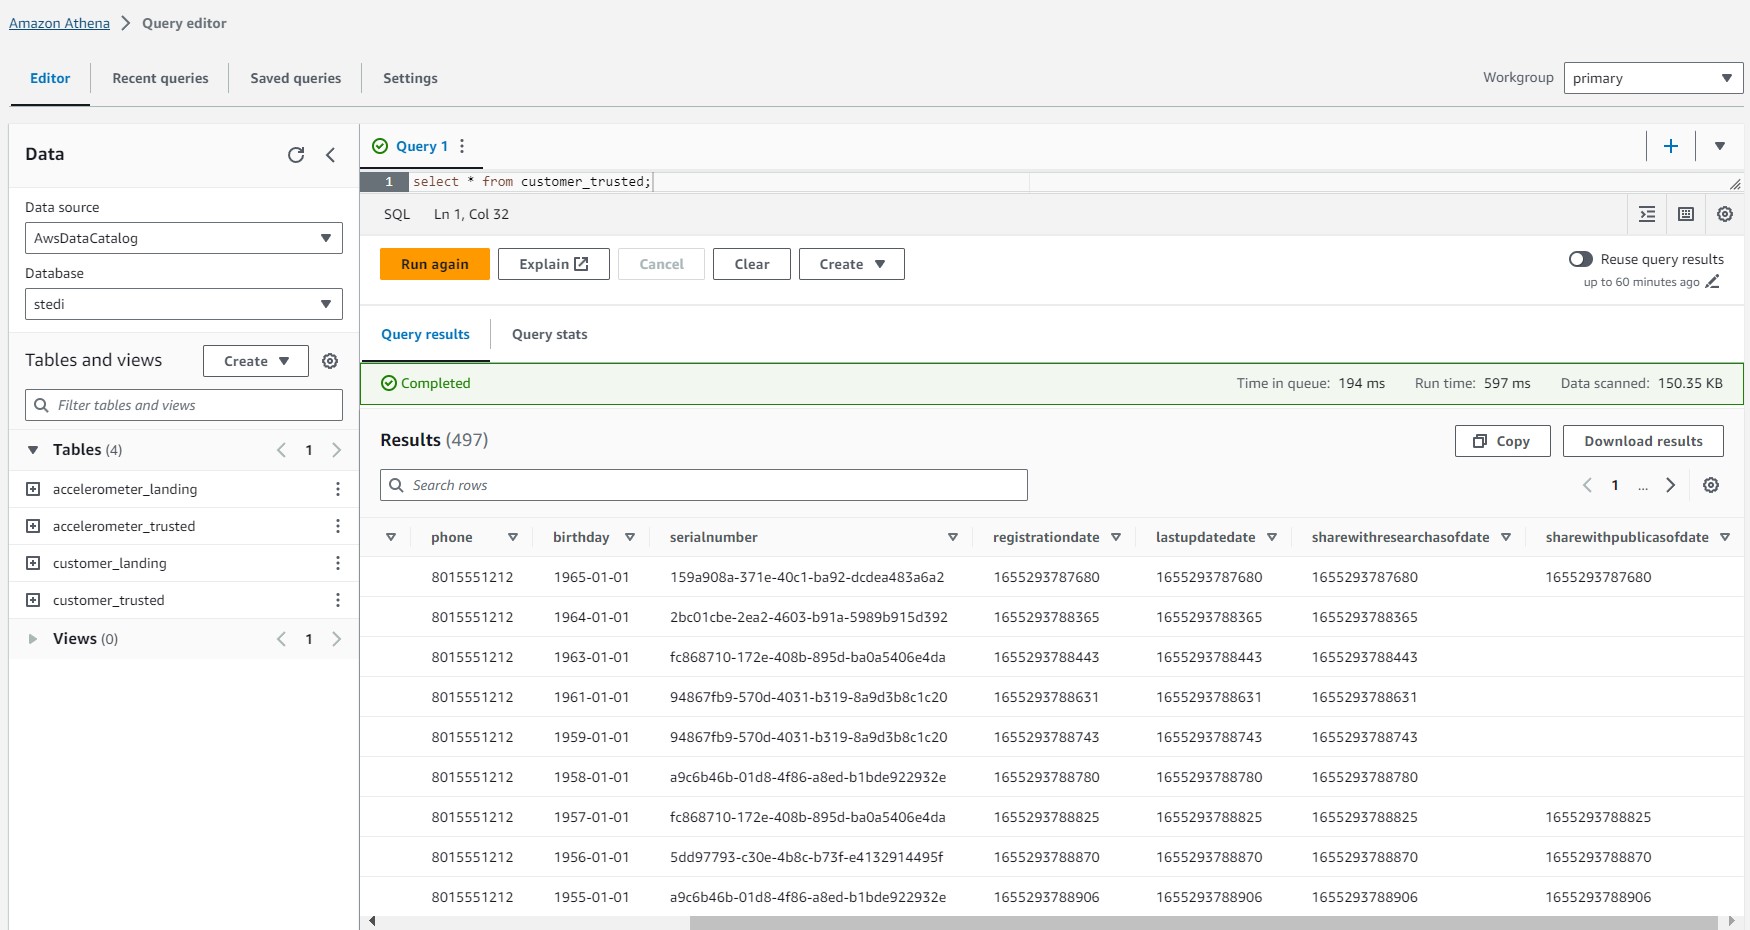 Amazon Athena > Query editor
Editor Recent queries Saved queries Settings Workgroup primary
Data
Data source
AwsDataCatalog
Database
stedi
Tables and views Create
Filter tables and views
Tables (4) < 1 >
accelerometer_landing
accelerometer_trusted
customer_landing
customer_trusted
Views (0) < 1 >
Query 1
1 select * from customer_trusted;
SQL Ln 1, Col 32
Run again Explain Cancel Clear Create Reuse query results
up to 60 minutes ago
Query results Query stats
Completed Time in queue: 194 ms Run time: 597 ms Data scanned: 150.35 KB
Results (497) Copy Download results
Search rows < 1 ... >
phone birthday serialnumber registrationdate lastupdatedate sharewithresearchasofdate sharewithpublicasofdate
8015551212 1965-01-01 159a908a-371e-40c1-ba92-dcdea483a6a2 1655293787680 1655293787680 1655293787680 1655293787680
8015551212 1964-01-01 2bc01cbe-2ea2-4603-b91a-5989b915d392 1655293788365 1655293788365 1655293788365
8015551212 1963-01-01 fc868710-172e-408b-895d-ba0a5406e4da 1655293788443 1655293788443 1655293788443
8015551212 1961-01-01 94867fb9-570d-4031-b319-8a9d3b8c1c20 1655293788631 1655293788631 1655293788631
8015551212 1959-01-01 94867fb9-570d-4031-b319-8a9d3b8c1c20 1655293788743 1655293788743 1655293788743
8015551212 1958-01-01 a9c6b46b-01d8-4f86-a8ed-b1bde922932e 1655293788780 1655293788780 1655293788780
8015551212 1957-01-01 fc868710-172e-408b-895d-ba0a5406e4da 1655293788825 1655293788825 1655293788825 1655293788825
8015551212 1956-01-01 5dd97793-c30e-4b8c-b73f-e4132914495f 1655293788870 1655293788870 1655293788870 1655293788870
8015551212 1955-01-01 a9c6b46b-01d8-4f86-a8ed-b1bde922932e 1655293788906 1655293788906 1655293788906 1655293788906